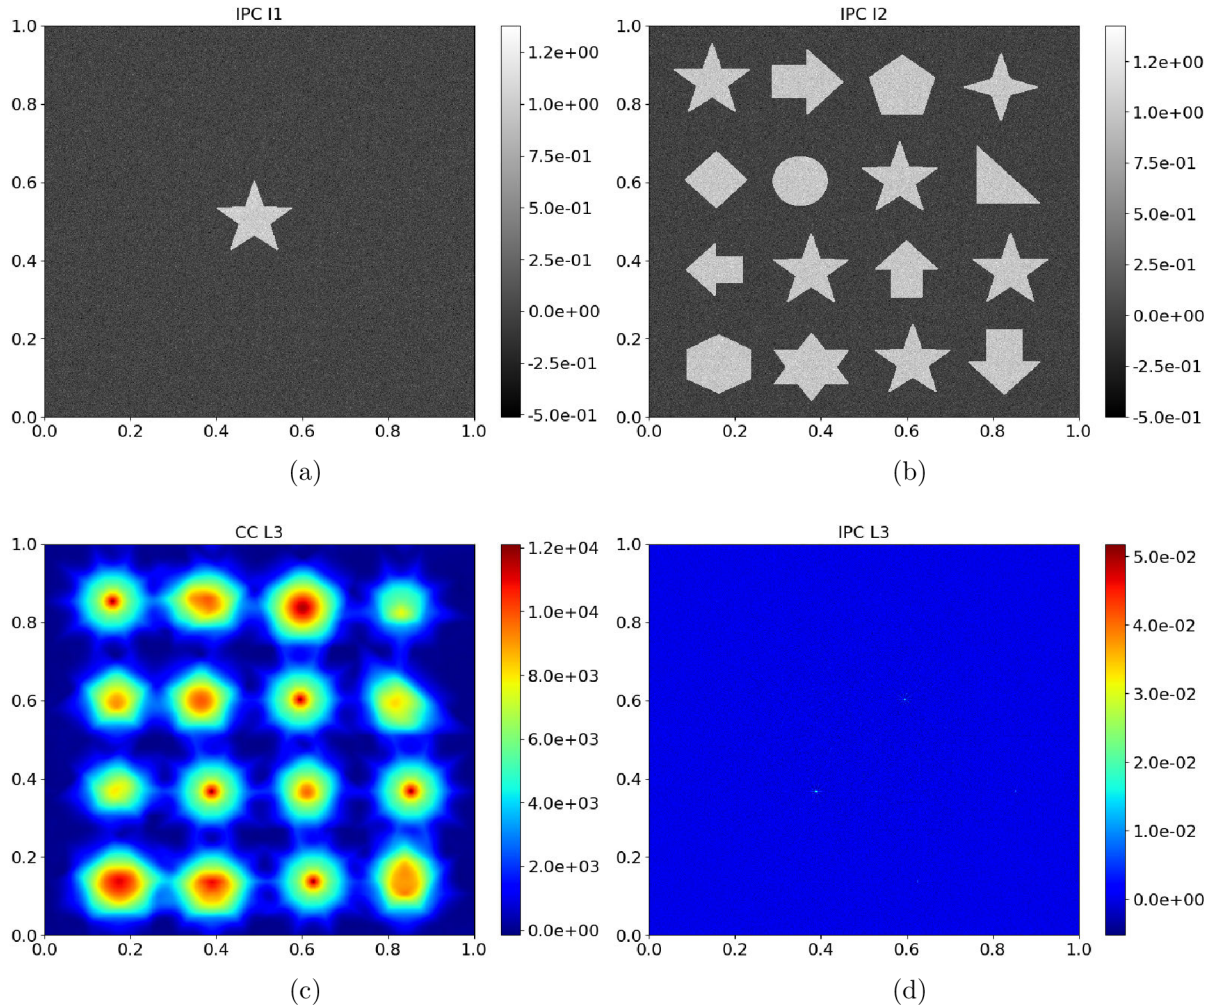 IPC I1
1.0
0.8
0.6
0.4
0.2
0.0
0.0 0.2 0.4 0.6 0.8 1.0
1.2e+00
1.0e+00
7.5e-01
5.0e-01
2.5e-01
0.0e+00
-2.5e-01
-5.0e-01
(a)
IPC I2
1.0
0.8
0.6
0.4
0.2
0.0
0.0 0.2 0.4 0.6 0.8 1.0
1.2e+00
1.0e+00
7.5e-01
5.0e-01
2.5e-01
0.0e+00
-2.5e-01
-5.0e-01
(b)
CC L3
1.0
0.8
0.6
0.4
0.2
0.0
0.0 0.2 0.4 0.6 0.8 1.0
1.2e+04
1.0e+04
8.0e+03
6.0e+03
4.0e+03
2.0e+03
0.0e+00
(c)
IPC L3
1.0
0.8
0.6
0.4
0.2
0.0
0.0 0.2 0.4 0.6 0.8 1.0
5.0e-02
4.0e-02
3.0e-02
2.0e-02
1.0e-02
0.0e+00
(d)